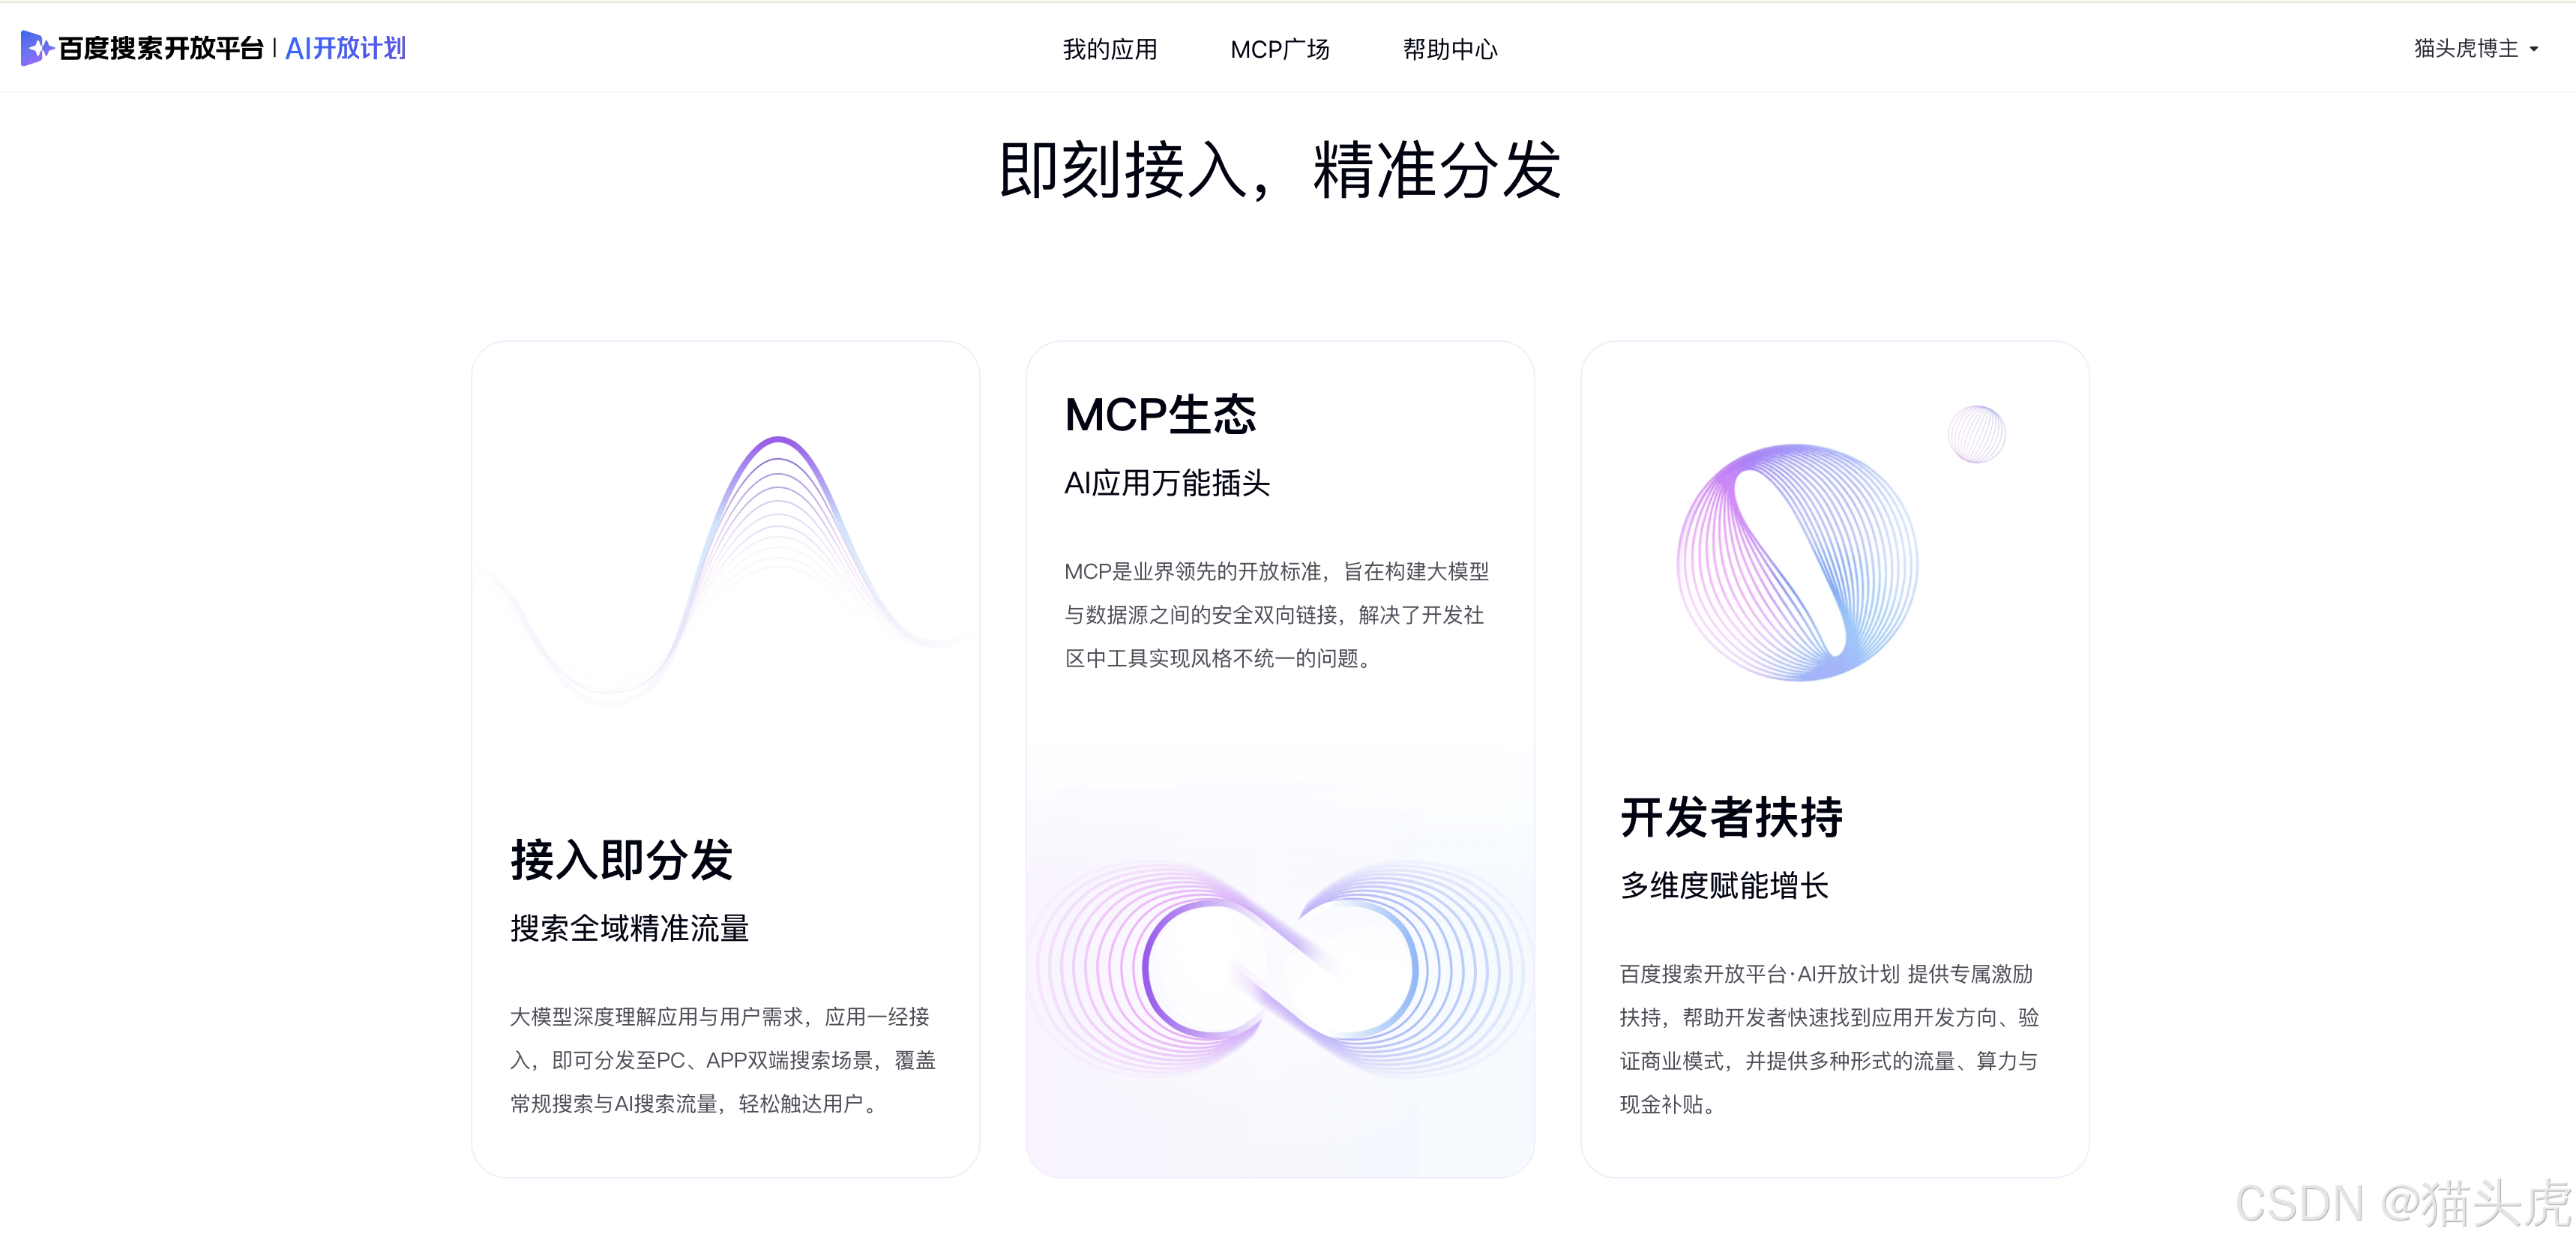 百度搜索开放平台 | AI开放计划
我的应用
MCP广场
帮助中心
猫头虎博主
即刻接入，精准分发
接入即分发
搜索全域精准流量
大模型深度理解应用与用户需求，应用一经接
入，即可分发至PC、APP双端搜索场景，覆盖
常规搜索与AI搜索流量，轻松触达用户。
MCP生态
AI应用万能插头
MCP是业界领先的开放标准，旨在构建大模型
与数据源之间的安全双向链接，解决了开发社
区中工具实现风格不统一的问题。
开发者扶持
多维度赋能增长
百度搜索开放平台·AI开放计划 提供专属激励
扶持，帮助开发者快速找到应用开发方向、验
证商业模式，并提供多种形式的流量、算力与
现金补贴。
CSDN @猫头虎